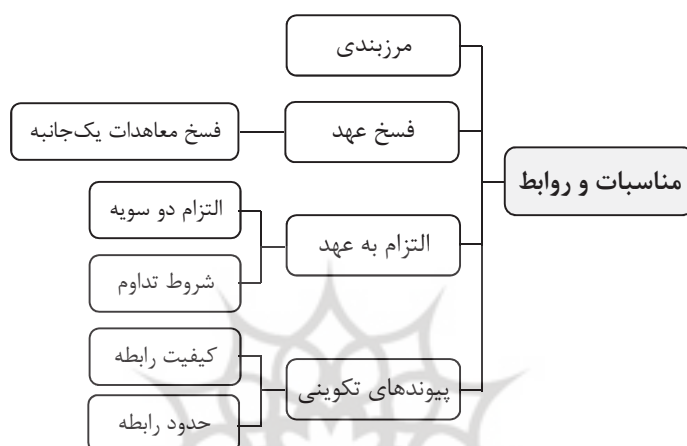 مناسبات و روابط
مرزبندی
فسخ عهد
فسخ معاهدات یک‌جانبه
التزام به عهد
التزام دو سویه
شروط تداوم
پیوندهای تکوینی
کیفیت رابطه
حدود رابطه